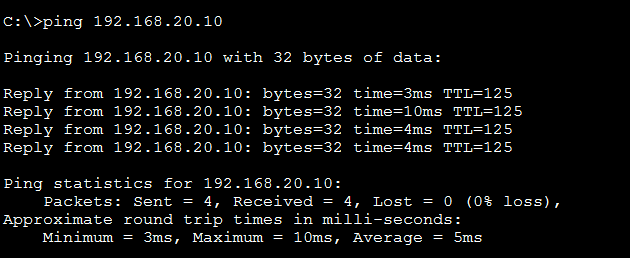 C:\>ping 192.168.20.10
Pinging 192.168.20.10 with 32 bytes of data:
Reply from 192.168.20.10: bytes=32 time=3ms TTL=125
Reply from 192.168.20.10: bytes=32 time=10ms TTL=125
Reply from 192.168.20.10: bytes=32 time=4ms TTL=125
Reply from 192.168.20.10: bytes=32 time=4ms TTL=125
Ping statistics for 192.168.20.10:
    Packets: Sent = 4, Received = 4, Lost = 0 (0% loss),
Approximate round trip times in milli-seconds:
    Minimum = 3ms, Maximum = 10ms, Average = 5ms